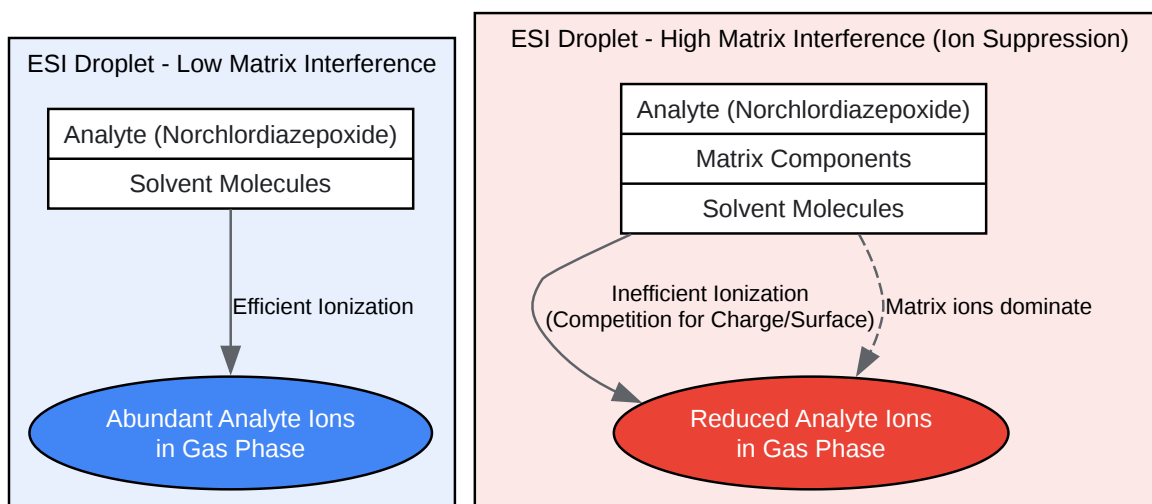 ESI Droplet - Low Matrix Interference
Analyte (Norchlordiazepoxide)
Solvent Molecules
Efficient Ionization
Abundant Analyte Ions
in Gas Phase
ESI Droplet - High Matrix Interference (Ion Suppression)
Analyte (Norchlordiazepoxide)
Matrix Components
Solvent Molecules
Inefficient Ionization
(Competition for Charge/Surface)
Matrix ions dominate
Reduced Analyte Ions
in Gas Phase